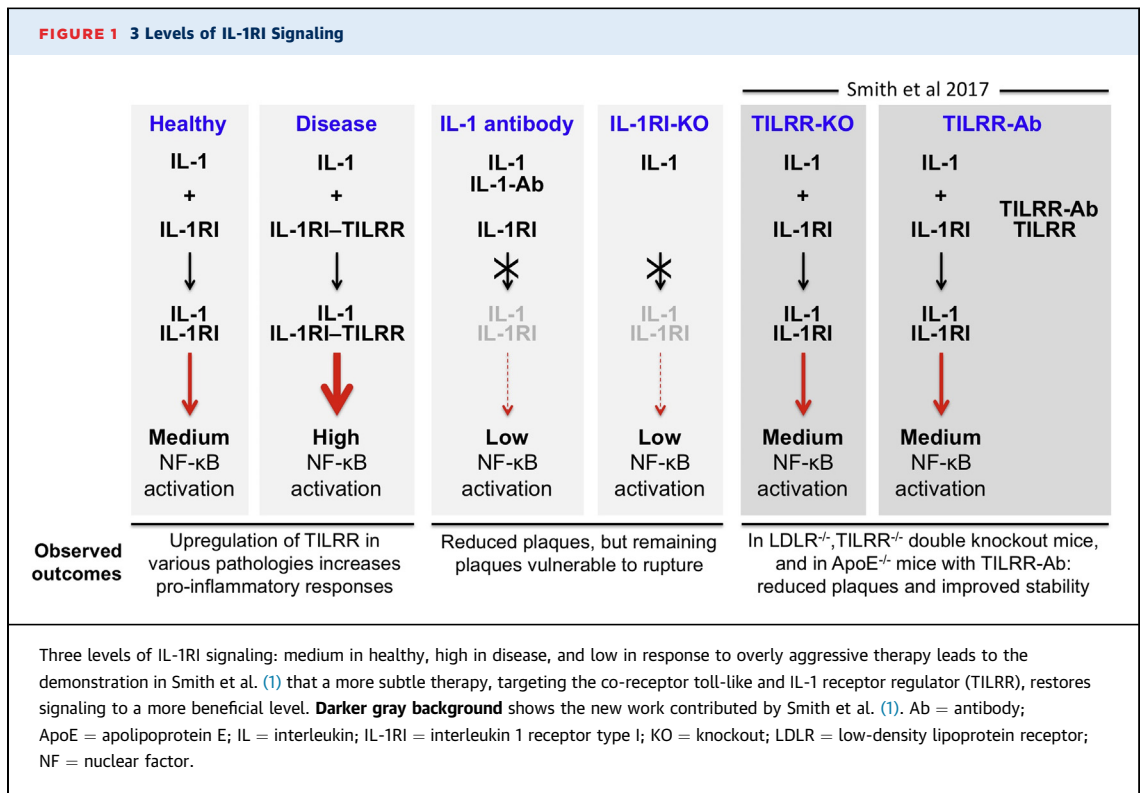 FIGURE 1 3 Levels of IL-1RI Signaling
Smith et al 2017
Healthy
IL-1
+
IL-1RI
IL-1
IL-1RI
Medium
NF-κB
activation
Disease
IL-1
+
IL-1RI–TILRR
IL-1
IL-1RI–TILRR
High
NF-κB
activation
IL-1 antibody
IL-1
IL-1-Ab
IL-1RI
IL-1
IL-1RI
Low
NF-κB
activation
IL-1RI-KO
IL-1
IL-1
IL-1RI
Low
NF-κB
activation
TILRR-KO
IL-1
+
IL-1RI
IL-1
IL-1RI
Medium
NF-κB
activation
TILRR-Ab
IL-1
+
IL-1RI
TILRR-Ab
TILRR
IL-1
IL-1RI
Medium
NF-κB
activation
Observed
outcomes
Upregulation of TILRR in
various pathologies increases
pro-inflammatory responses
Reduced plaques, but remaining
plaques vulnerable to rupture
In LDLR-/-,TILRR-/- double knockout mice,
and in ApoE-/- mice with TILRR-Ab:
reduced plaques and improved stability
Three levels of IL-1RI signaling: medium in healthy, high in disease, and low in response to overly aggressive therapy leads to the
demonstration in Smith et al. (1) that a more subtle therapy, targeting the co-receptor toll-like and IL-1 receptor regulator (TILRR), restores
signaling to a more beneficial level. Darker gray background shows the new work contributed by Smith et al. (1). Ab = antibody;
ApoE = apolipoprotein E; IL = interleukin; IL-1RI = interleukin 1 receptor type I; KO = knockout; LDLR = low-density lipoprotein receptor;
NF = nuclear factor.